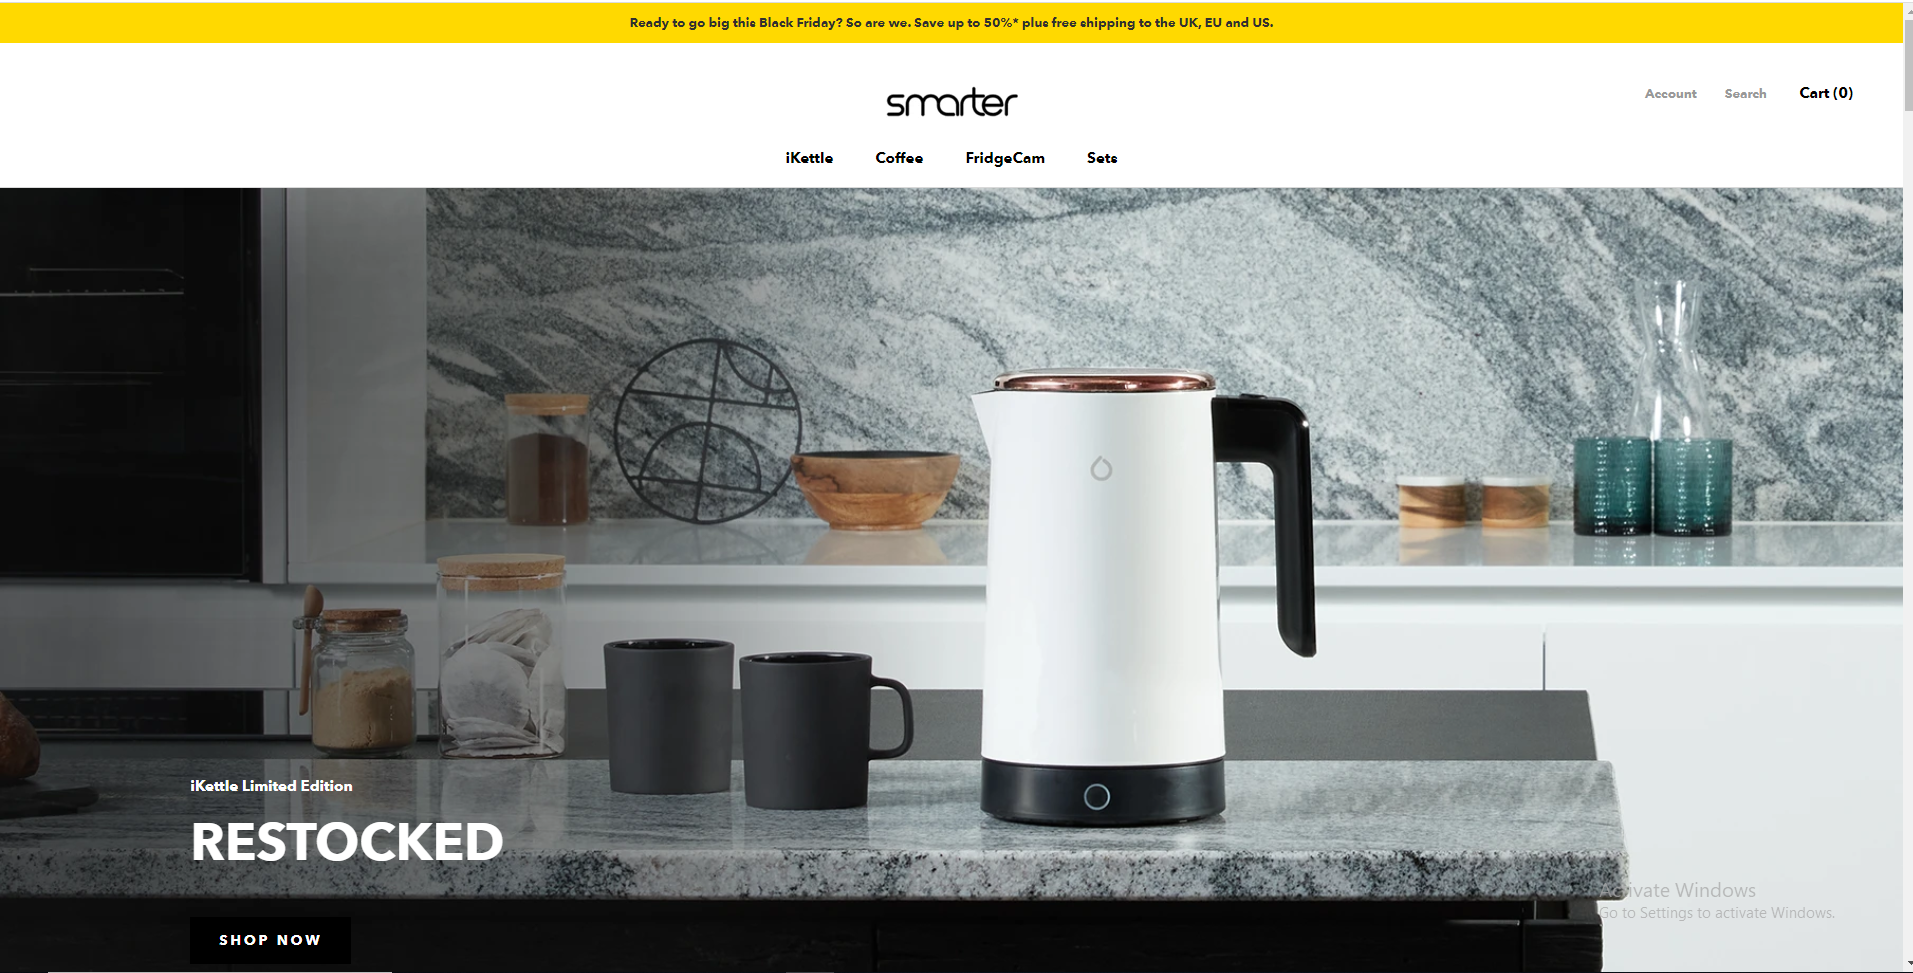 Ready to go big this Black Friday? So are we. Save up to 50%* plus free shipping to the UK, EU and US.
smarter
Account Search Cart (0)
iKettle Coffee FridgeCam Sets
iKettle Limited Edition
RESTOCKED
SHOP NOW
Activate Windows
Go to Settings to activate Windows.